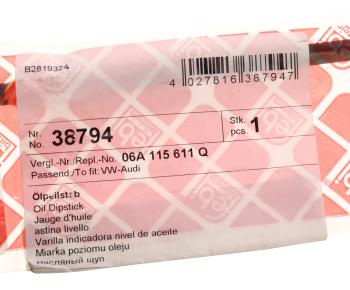 B2819324
4 027816 387947
Nr.
No. 38794
Stk.
pcs. 1
Vergl.-Nr./Repl.-No. 06A 115 611 Q
Passend:/To fit: VW-Audi
Ölpeilst: b
Oil Dipstick
Jauge d'huile
astina livello
Varilla indicadora nivel de aceite
Miarka poziomu oleju
масляный щуп
febi